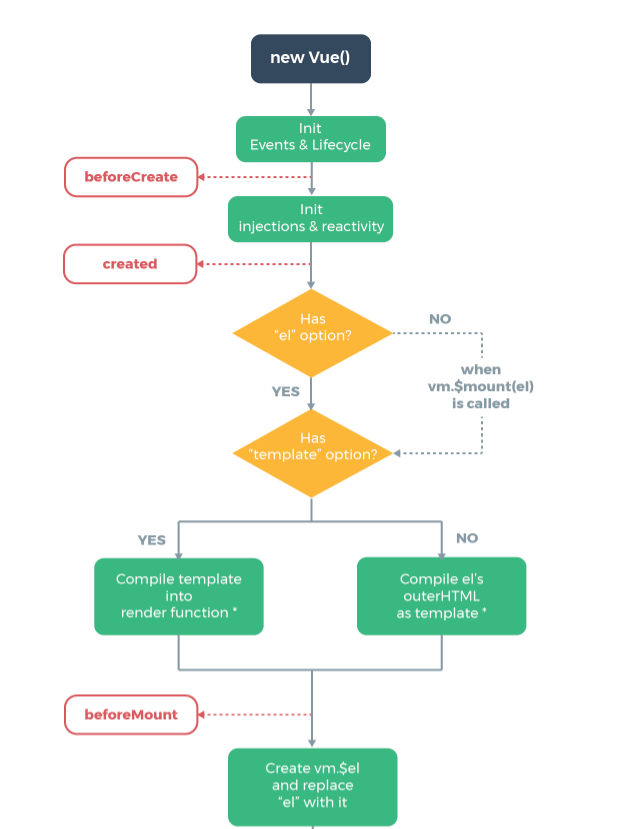 new Vue()
Init
Events & Lifecycle
beforeCreate
Init
injections & reactivity
created
Has
“el” option?
NO
when
vm.$mount(el)
is called
YES
Has
“template” option?
YES
NO
Compile template
into
render function *
Compile el’s
outerHTML
as template *
beforeMount
Create vm.$el
and replace
“el” with it